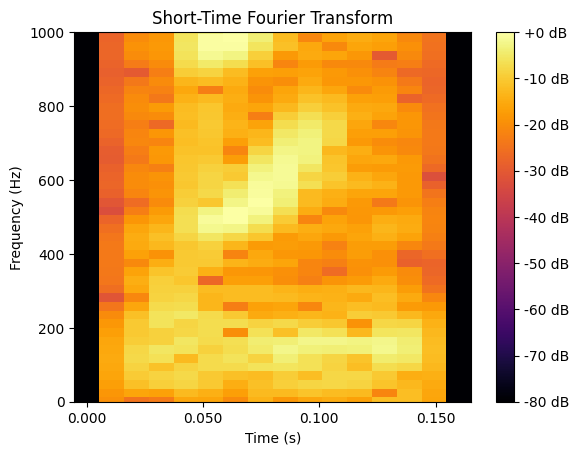 Short-Time Fourier Transform
1000
800
600
400
200
0
Frequency (Hz)
0.000
0.050
0.100
0.150
Time (s)
+0 dB
-10 dB
-20 dB
-30 dB
-40 dB
-50 dB
-60 dB
-70 dB
-80 dB